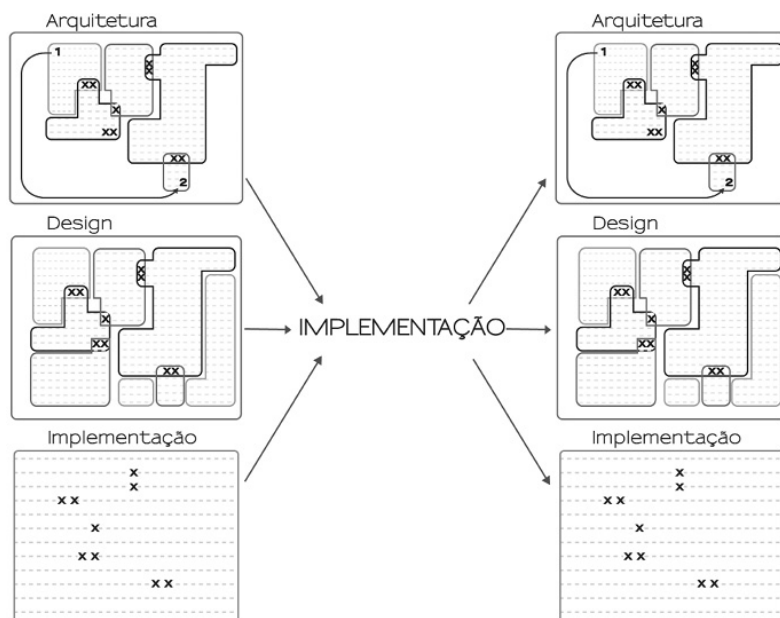 Arquitetura
1
xx
x
x
x
xx
xx
2
Design
xx
x
x
x
xx
xx
Implementação
x
x
x x
x
x x
x x
IMPLEMENTAÇÃO
Arquitetura
1
xx
x
x
x
xx
xx
2
Design
xx
x
x
x
xx
xx
Implementação
x
x
x x
x
x x
x x